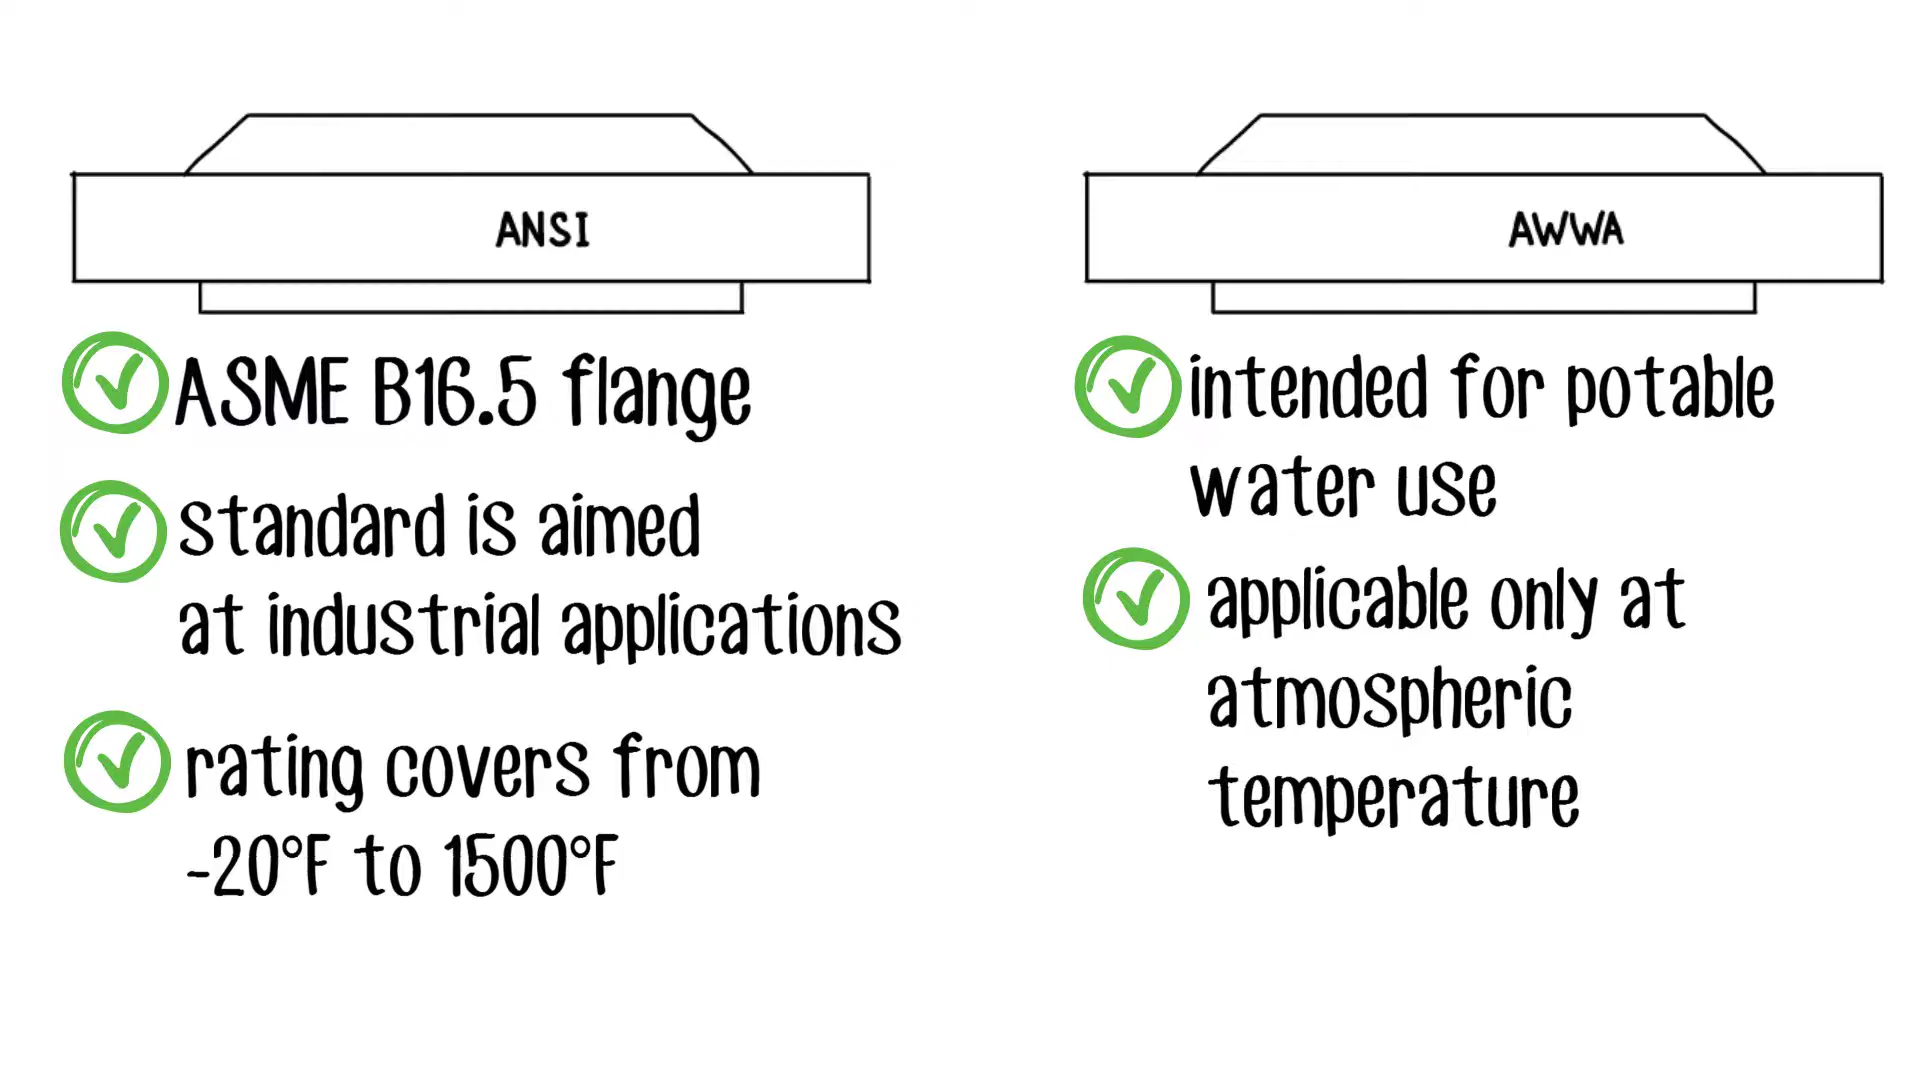 ANSI
ASME B16.5 flange
standard is aimed
at industrial applications
rating covers from
-20°F to 1500°F
AWWA
intended for potable
water use
applicable only at
atmospheric
temperature